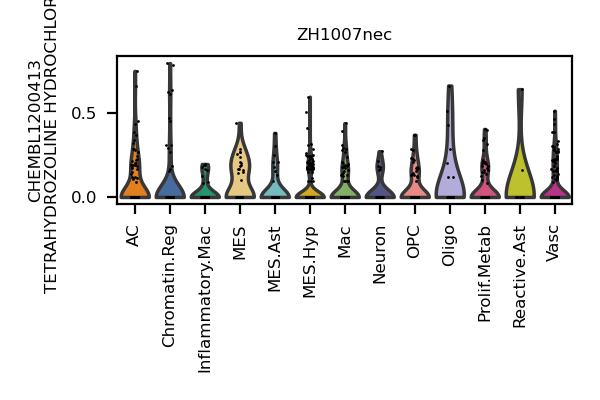 ZH1007nec
CHEMBL1200413
TETRAHYDROZOLINE
0.5
0.0
AC
Chromatin.Reg
Inflammatory.Mac
MES
MES.Ast
MES.Hyp
Mac
Neuron
OPC
Oligo
Prolif.Metab
Reactive.Ast
Vasc